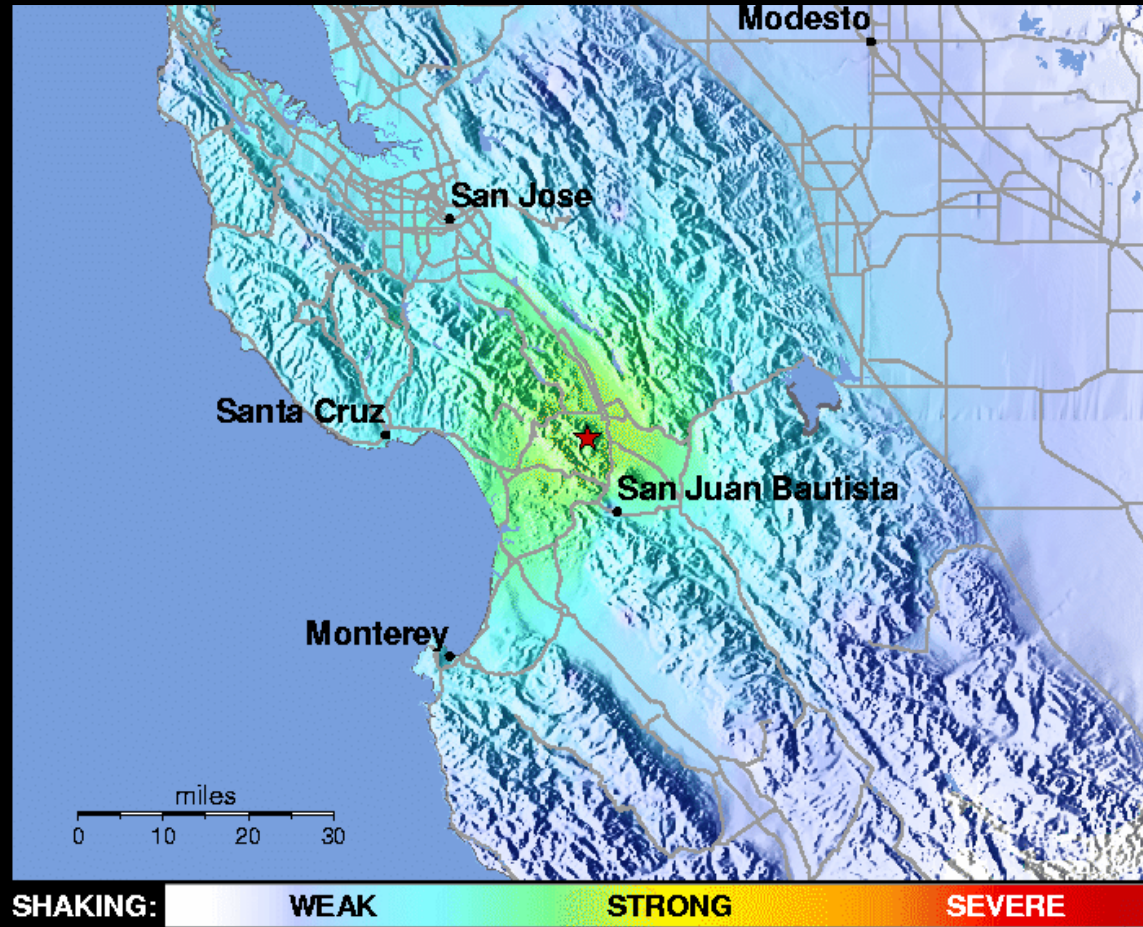 Modesto
San Jose
Santa Cruz
San Juan Bautista
Monterey
miles
0 10 20 30
SHAKING: WEAK STRONG SEVERE